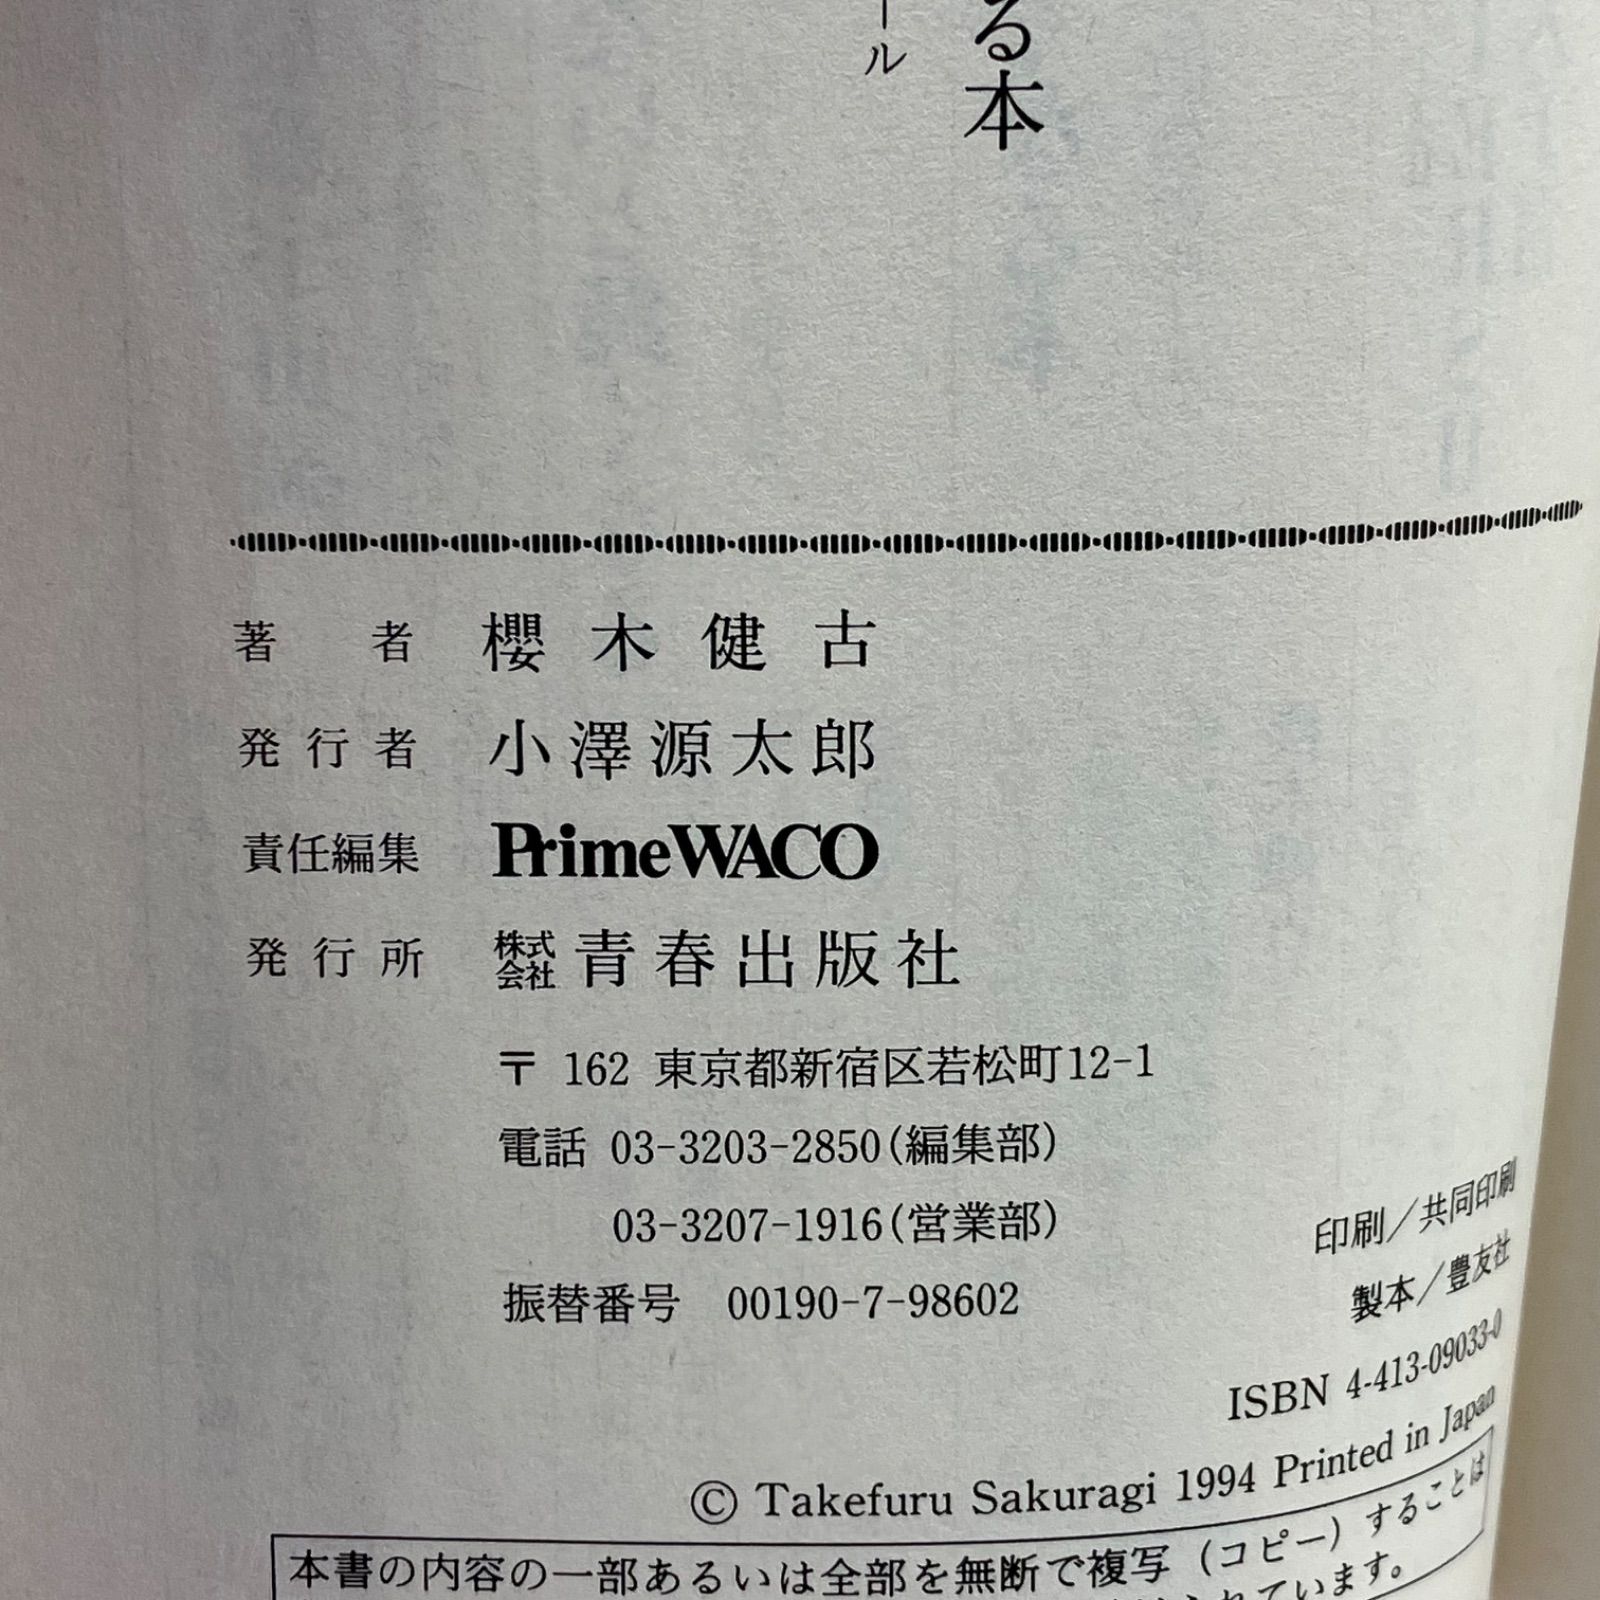 る本
ール
著者 櫻木健古
発行者 小澤源太郎
責任編集 PrimeWACO
発行所 株式会社 青春出版社
〒 162 東京都新宿区若松町12-1
電話 03-3203-2850(編集部)
03-3207-1916(営業部)
振替番号 00190-7-98602
印刷/共同印刷
製本/豊友社
ISBN 4-413-09033-0
© Takefuru Sakuragi 1994 Printed in Japan
本書の内容の一部あるいは全部を無断で複写(コピー)することは
られています。